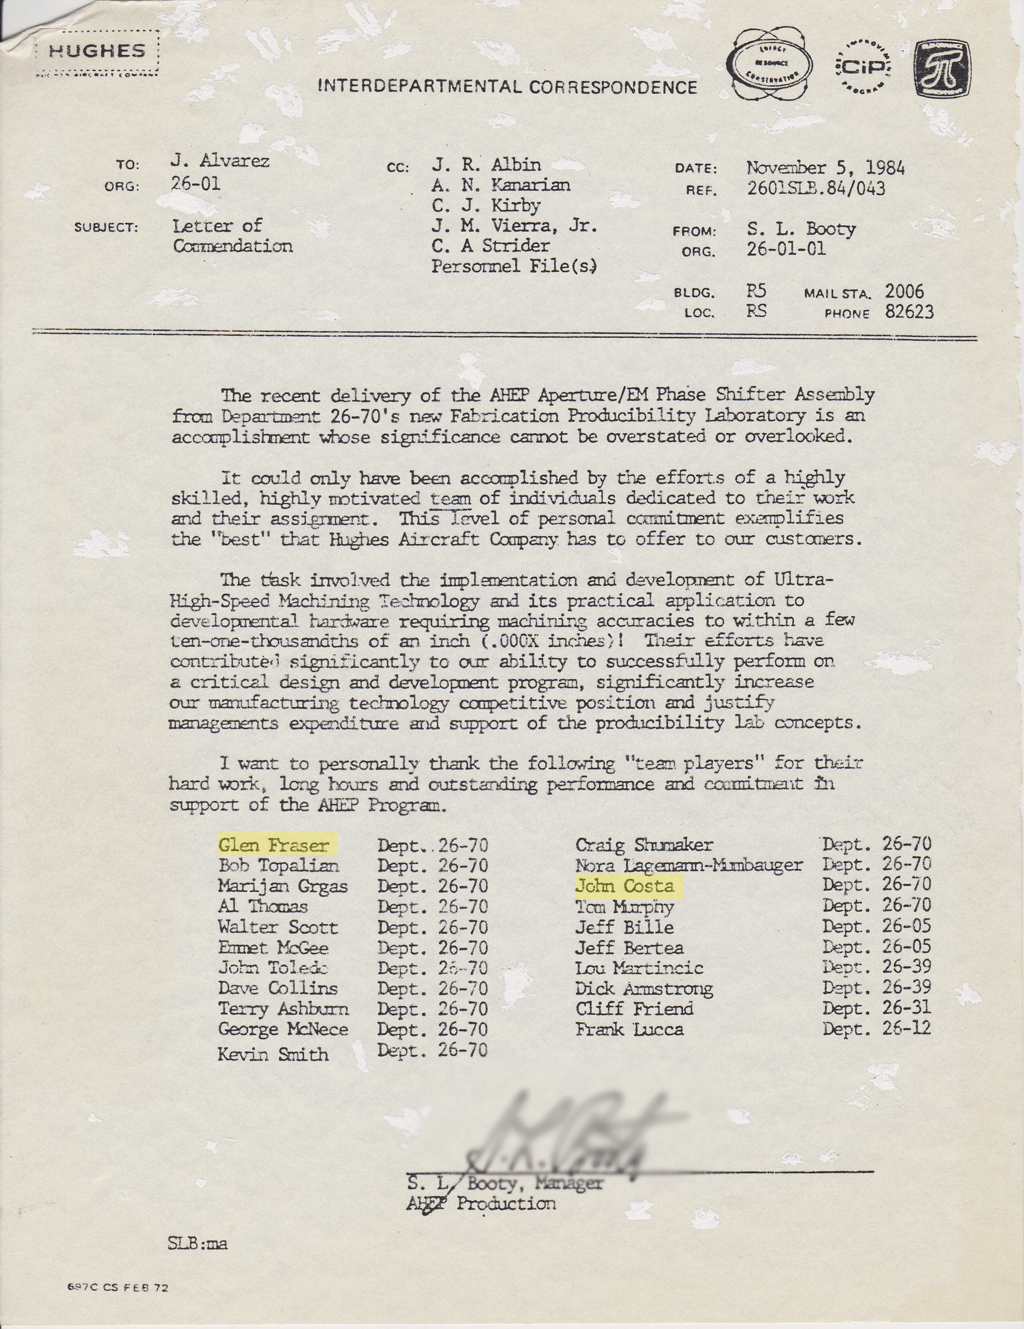 HUGHES
HUGHES AIRCRAFT COMPANY
INTERDEPARTMENTAL CORRESPONDENCE
ENERGY RESOURCE CONSERVATION
COST IMPROVEMENT PROGRAM CiP
TO: J. Alvarez
ORG: 26-01
SUBJECT: Letter of
Commendation
CC: J. R. Albin
A. N. Kanarian
C. J. Kirby
J. M. Vierra, Jr.
C. A Strider
Personnel File(s)
DATE: November 5, 1984
REF. 2601SLB.84/043
FROM: S. L. Booty
ORG. 26-01-01
BLDG. R5 MAIL STA. 2006
LOC. RS PHONE 82623
The recent delivery of the AHEP Aperture/EM Phase Shifter Assembly
from Department 26-70's new Fabrication Producibility Laboratory is an
accomplishment whose significance cannot be overstated or overlooked.
It could only have been accomplished by the efforts of a highly
skilled, highly motivated team of individuals dedicated to their work
and their assignment. This level of personal commitment exemplifies
the "best" that Hughes Aircraft Company has to offer to our customers.
The task involved the implementation and development of Ultra-
High-Speed Machining Technology and its practical application to
developmental hardware requiring machining accuracies to within a few
ten-one-thousandths of an inch (.000X inches)! Their efforts have
contributed significantly to our ability to successfully perform on
a critical design and development program, significantly increase
our manufacturing technology competitive position and justify
managements expenditure and support of the producibility lab concepts.
I want to personally thank the following "team players" for their
hard work, long hours and outstanding performance and commitment in
support of the AHEP Program.
Glen Fraser Dept. 26-70 Craig Shumaker Dept. 26-70
Bob Topalian Dept. 26-70 Nora Lagemann-Mumbauger Dept. 26-70
Marijan Grgas Dept. 26-70 John Costa Dept. 26-70
Al Thomas Dept. 26-70 Tom Murphy Dept. 26-70
Walter Scott Dept. 26-70 Jeff Bille Dept. 26-05
Emmet McGee Dept. 26-70 Jeff Bertea Dept. 26-05
John Toledo Dept. 26-70 Lou Martincic Dept. 26-39
Dave Collins Dept. 26-70 Dick Armstrong Dept. 26-39
Terry Ashburn Dept. 26-70 Cliff Friend Dept. 26-31
George McNece Dept. 26-70 Frank Lucca Dept. 26-12
Kevin Smith Dept. 26-70
S. L. Booty, Manager
AHEP Production
SLB:ma
697C CS FEB 72